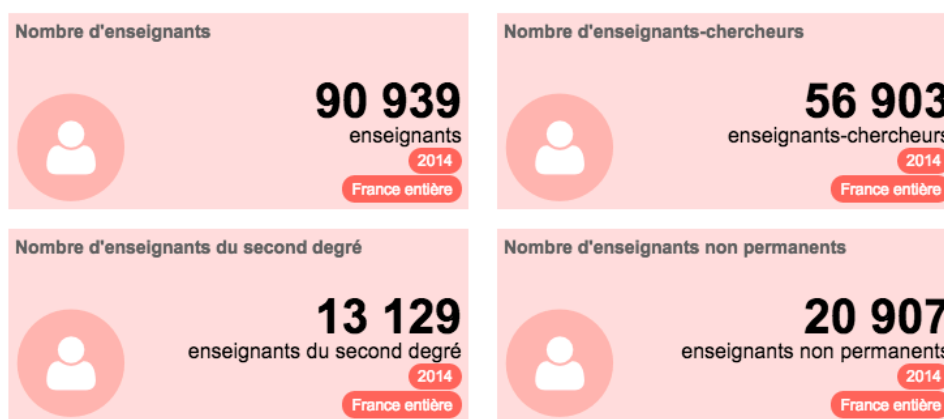 Nombre d'enseignants
90 939
enseignants
2014
France entière
Nombre d'enseignants-chercheurs
56 903
enseignants-chercheurs
2014
France entière
Nombre d'enseignants du second degré
13 129
enseignants du second degré
2014
France entière
Nombre d'enseignants non permanents
20 907
enseignants non permanents
2014
France entière